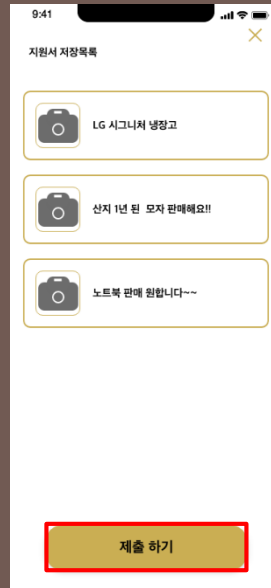 9:41
지원서 저장목록
LG 시그니처 냉장고
산지 1년 된 모자 판매해요!!
노트북 판매 원합니다~~
제출 하기